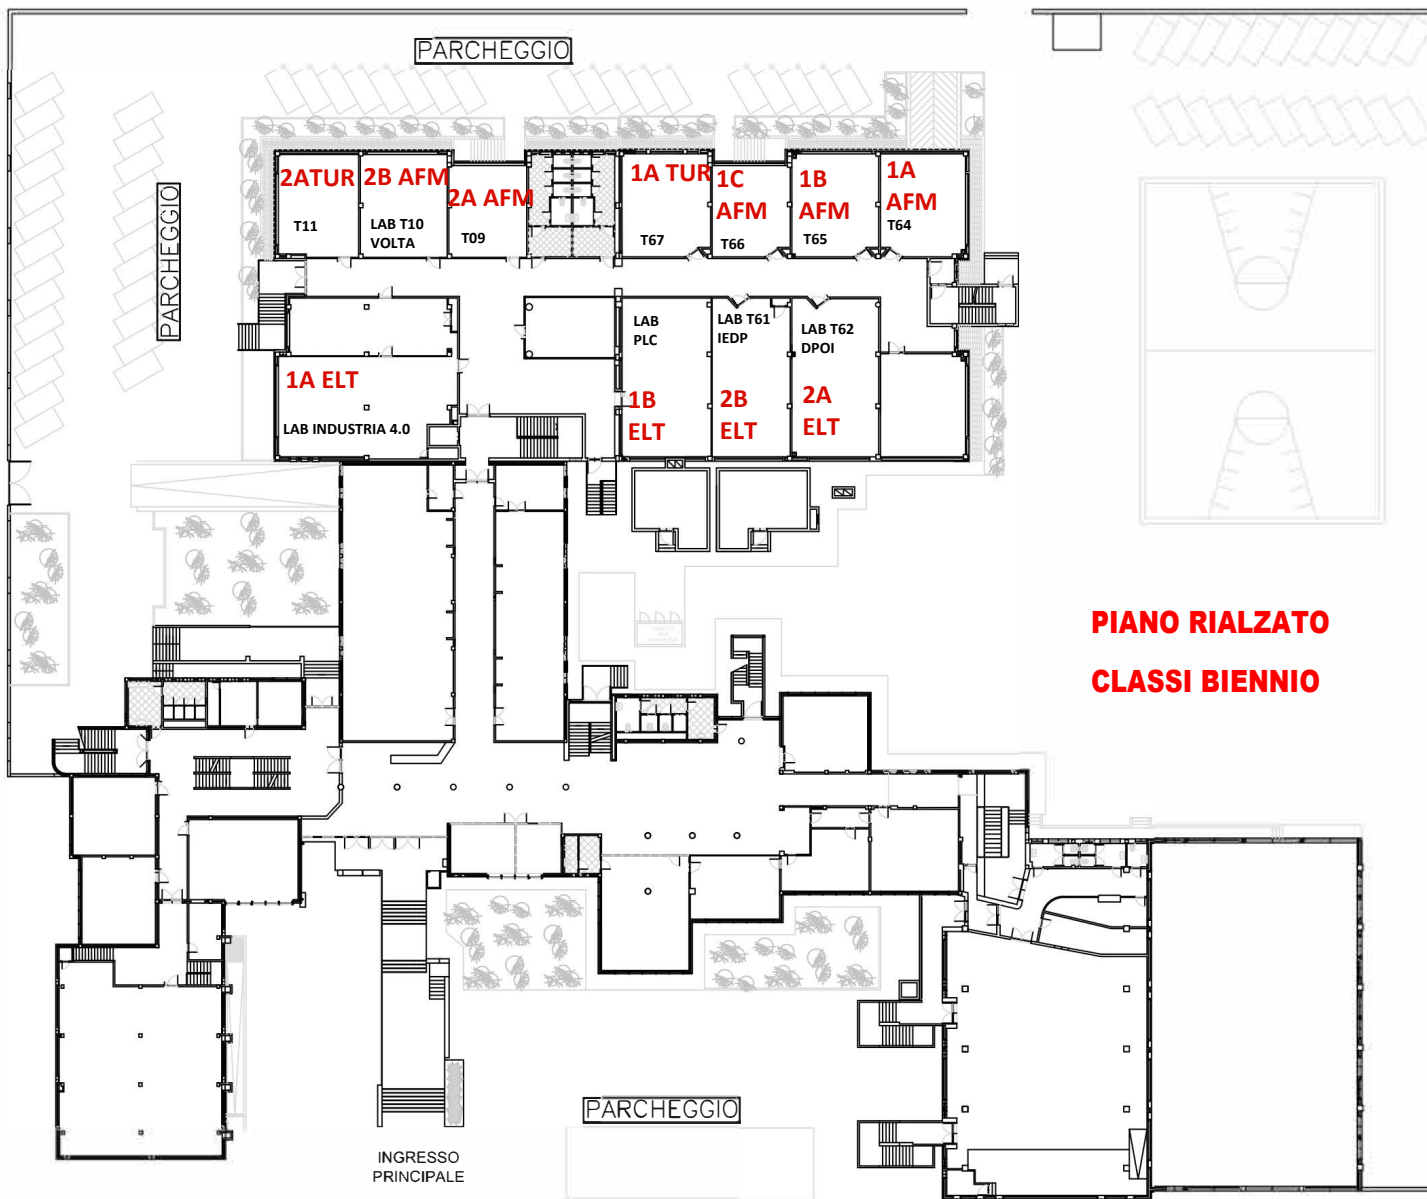 PARCHEGGIO
PARCHEGGIO
2ATUR
T11
2B AFM
LAB T10
VOLTA
2A AFM
T09
1A TUR
T67
1C
AFM
T66
1B
AFM
T65
1A
AFM
T64
1A ELT
LAB INDUSTRIA 4.0
LAB
PLC
1B
ELT
LAB T61
IEDP
2B
ELT
LAB T62
DPOI
2A
ELT
PIANO RIALZATO
CLASSI BIENNIO
PARCHEGGIO
INGRESSO
PRINCIPALE